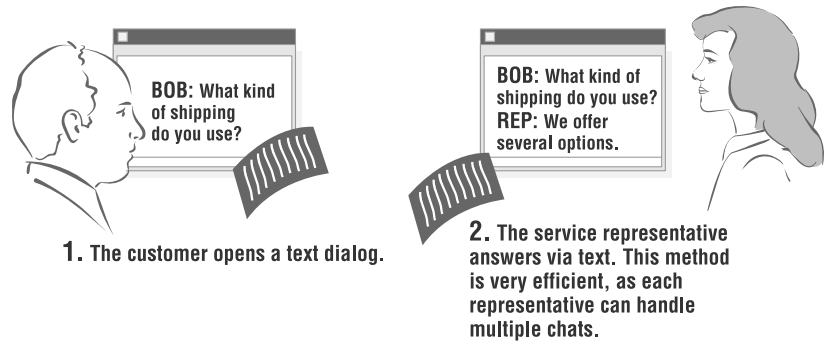 BOB: What kind
of shipping
do you use?
1. The customer opens a text dialog.
BOB: What kind of
shipping do you use?
REP: We offer
several options.
2. The service representative
answers via text. This method
is very efficient, as each
representative can handle
multiple chats.